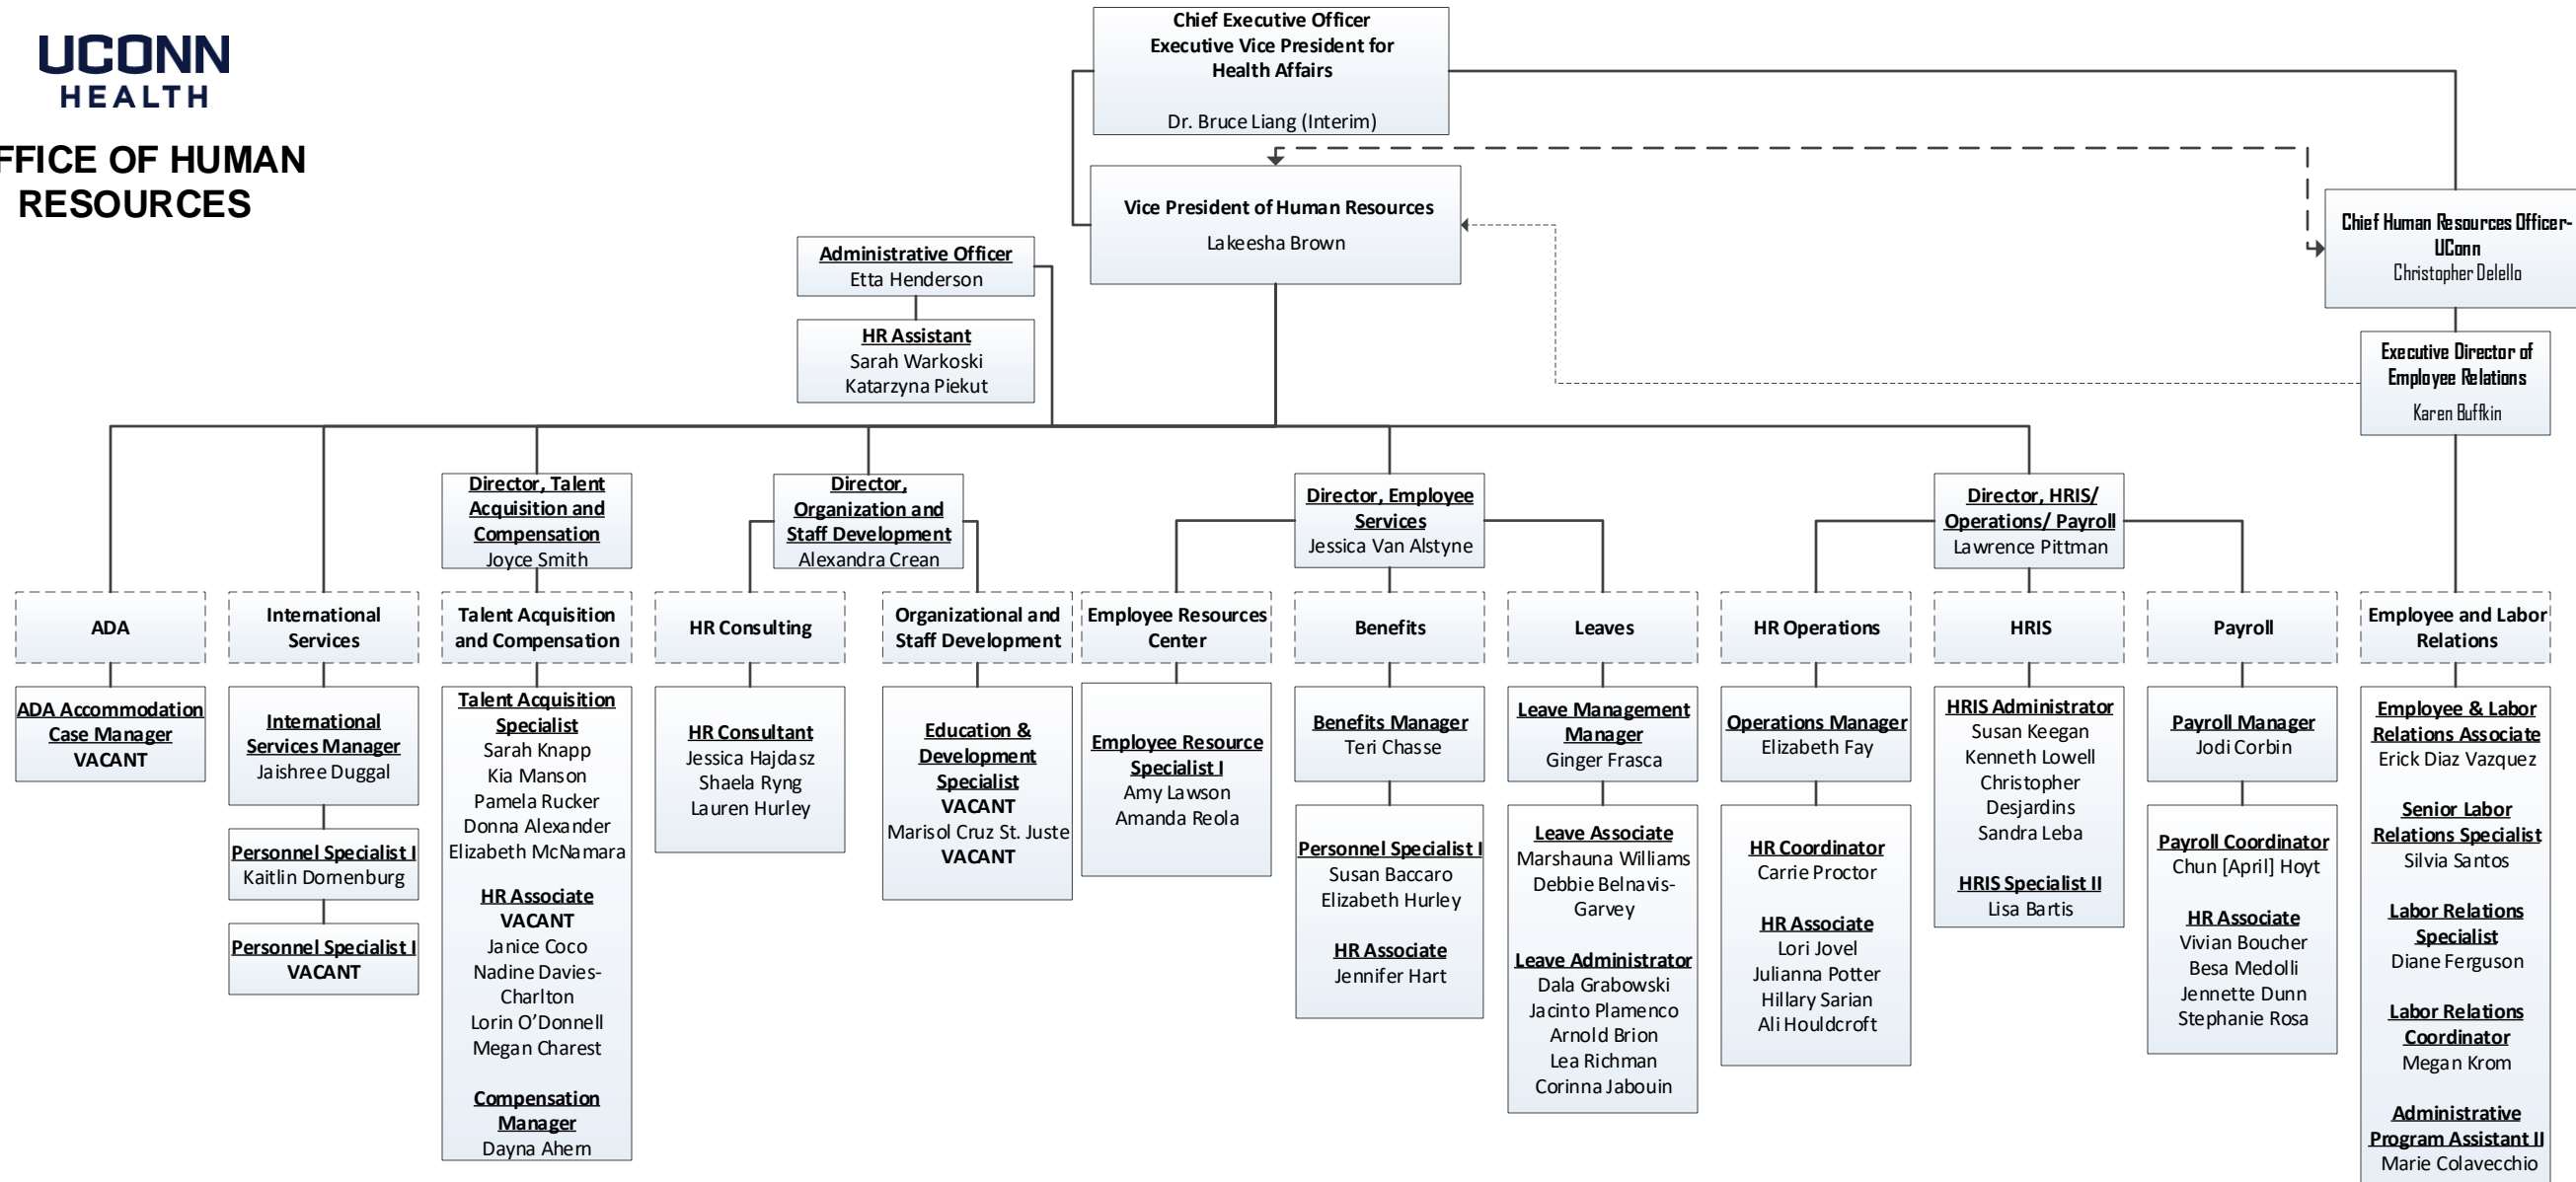 UCONN
HEALTH
FFICE OF HUMAN
RESOURCES
Chief Executive Officer
Executive Vice President for
Health Affairs
Dr. Bruce Liang (Interim)
Vice President of Human Resources
Lakeesha Brown
Chief Human Resources Officer-
UConn
Christopher Delello
Administrative Officer
Etta Henderson
HR Assistant
Sarah Warkoski
Katarzyna Piekut
Executive Director of
Employee Relations
Karen Buffkin
Director, Talent
Acquisition and
Compensation
Joyce Smith
Director,
Organization and
Staff Development
Alexandra Crean
Director, Employee
Services
Jessica Van Alstyne
Director, HRIS/
Operations/ Payroll
Lawrence Pittman
ADA
International
Services
Talent Acquisition
and Compensation
HR Consulting
Organizational and
Staff Development
Employee Resources
Center
Benefits
Leaves
HR Operations
HRIS
Payroll
Employee and Labor
Relations
ADA Accommodation
Case Manager
VACANT
International
Services Manager
Jaishree Duggal
Personnel Specialist I
Kaitlin Dornenburg
Personnel Specialist I
VACANT
Talent Acquisition
Specialist
Sarah Knapp
Kia Manson
Pamela Rucker
Donna Alexander
Elizabeth McNamara
HR Associate
VACANT
Janice Coco
Nadine Davies-
Charlton
Lorin O’Donnell
Megan Charest
Compensation
Manager
Dayna Ahern
HR Consultant
Jessica Hajdasz
Shaela Ryng
Lauren Hurley
Education &
Development
Specialist
VACANT
Marisol Cruz St. Juste
VACANT
Employee Resource
Specialist I
Amy Lawson
Amanda Reola
Benefits Manager
Teri Chasse
Personnel Specialist I
Susan Baccaro
Elizabeth Hurley
HR Associate
Jennifer Hart
Leave Management
Manager
Ginger Frasca
Leave Associate
Marshauna Williams
Debbie Belnavis-
Garvey
Leave Administrator
Dala Grabowski
Jacinto Plamenco
Arnold Brion
Lea Richman
Corinna Jabouin
Operations Manager
Elizabeth Fay
HR Coordinator
Carrie Proctor
HR Associate
Lori Jovel
Julianna Potter
Hillary Sarian
Ali Houldcroft
HRIS Administrator
Susan Keegan
Kenneth Lowell
Christopher
Desjardins
Sandra Leba
HRIS Specialist II
Lisa Bartis
Payroll Manager
Jodi Corbin
Payroll Coordinator
Chun [April] Hoyt
HR Associate
Vivian Boucher
Besa Medolli
Jennette Dunn
Stephanie Rosa
Employee & Labor
Relations Associate
Erick Diaz Vazquez
Senior Labor
Relations Specialist
Silvia Santos
Labor Relations
Specialist
Diane Ferguson
Labor Relations
Coordinator
Megan Krom
Administrative
Program Assistant II
Marie Colavecchio